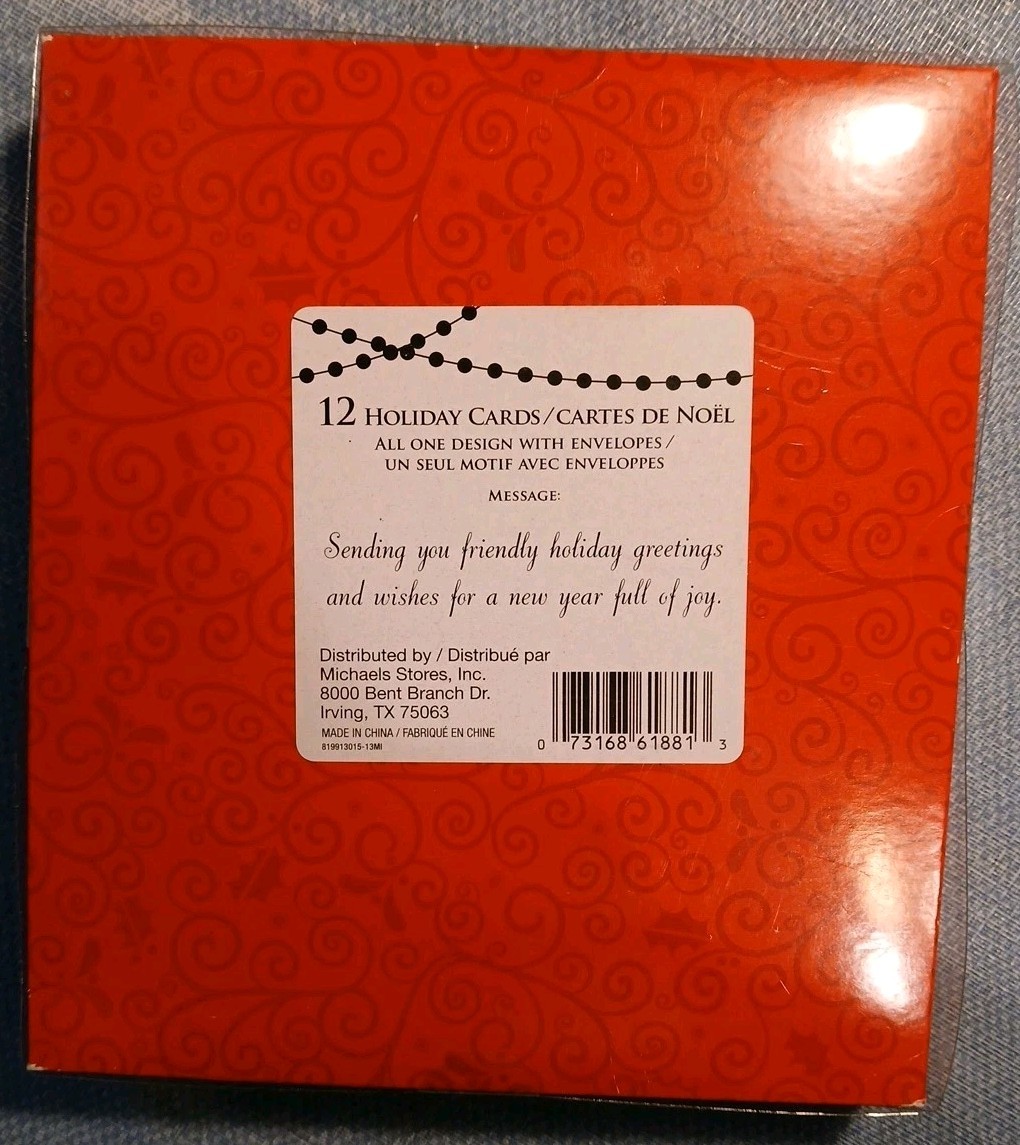 12 HOLIDAY CARDS/CARTES DE NOËL
ALL ONE DESIGN WITH ENVELOPES/
UN SEUL MOTIF AVEC ENVELOPPES
MESSAGE:
Sending you friendly holiday greetings
and wishes for a new year full of joy.
Distributed by / Distribué par
Michaels Stores, Inc.
8000 Bent Branch Dr.
Irving, TX 75063
MADE IN CHINA / FABRIQUÉ EN CHINE
819913015-13MI
0 73168 61881 3